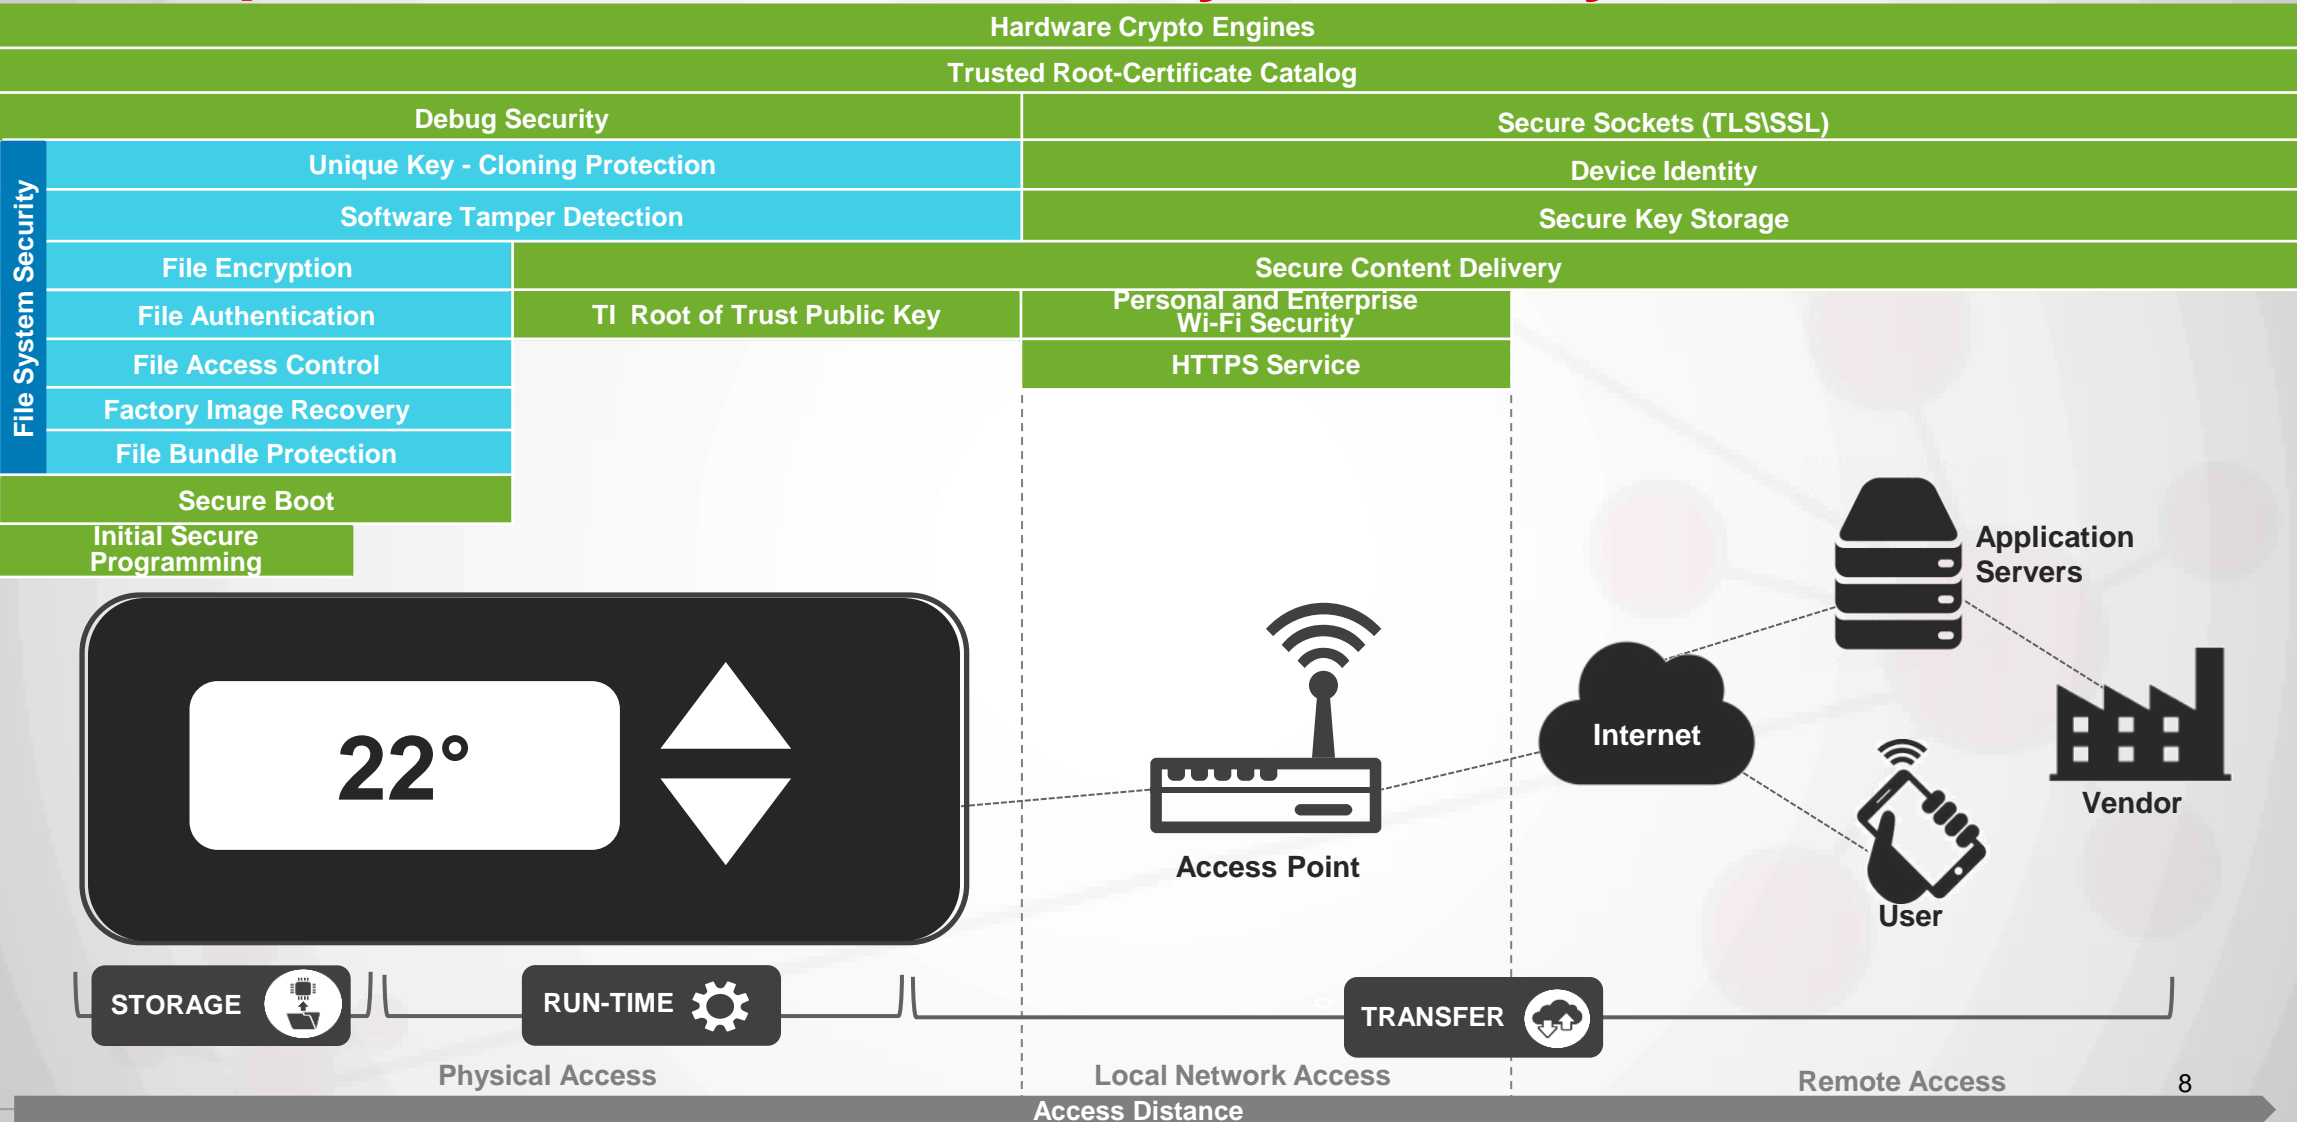 Hardware Crypto Engines
Trusted Root-Certificate Catalog
Debug Security
Secure Sockets (TLS\SSL)
File System Security
Unique Key - Cloning Protection
Device Identity
Software Tamper Detection
Secure Key Storage
File Encryption
Secure Content Delivery
File Authentication
TI Root of Trust Public Key
Personal and Enterprise
Wi-Fi Security
File Access Control
HTTPS Service
Factory Image Recovery
File Bundle Protection
Secure Boot
Initial Secure
Programming
Application
Servers
22°
Internet
Vendor
Access Point
User
STORAGE
RUN-TIME
TRANSFER
Physical Access
Local Network Access
Remote Access
8
Access Distance